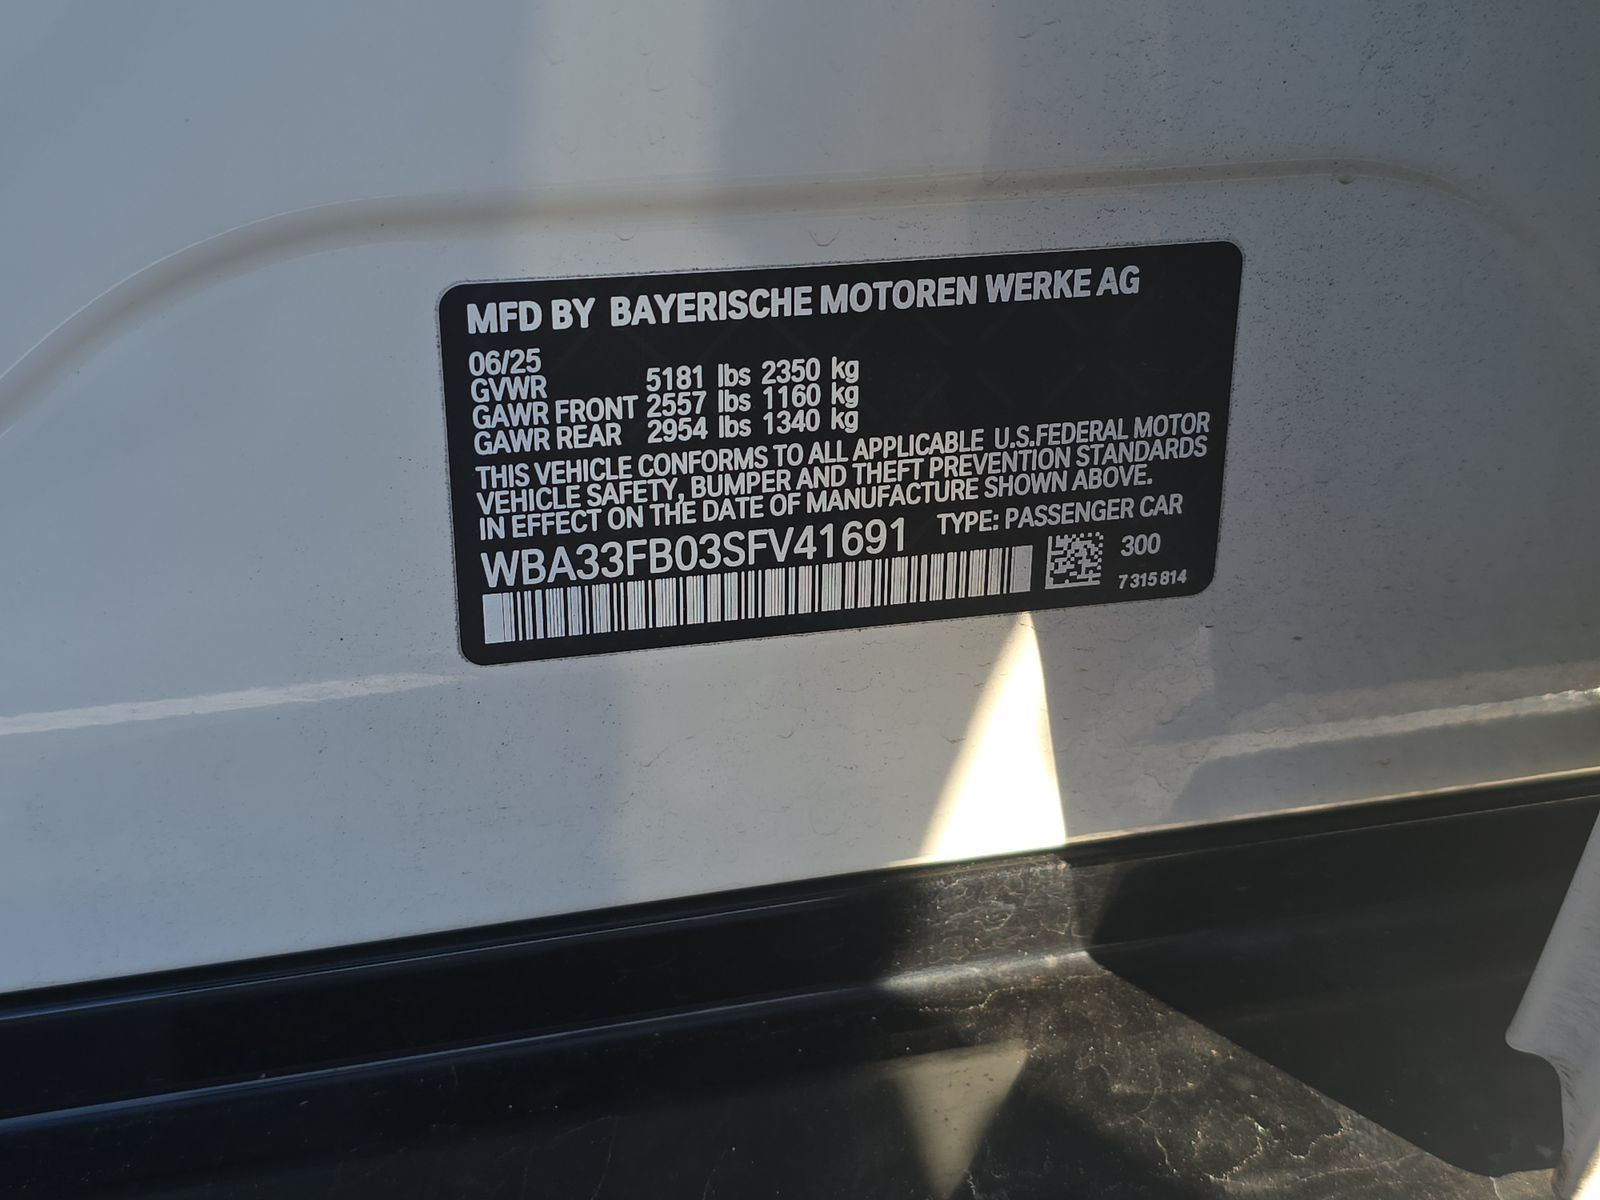 MFD BY BAYERISCHE MOTOREN WERKE AG
06/25
GVWR 5181 lbs 2350 kg
GAWR FRONT 2557 lbs 1160 kg
GAWR REAR 2954 lbs 1340 kg
THIS VEHICLE CONFORMS TO ALL APPLICABLE U.S.FEDERAL MOTOR
VEHICLE SAFETY, BUMPER AND THEFT PREVENTION STANDARDS
IN EFFECT ON THE DATE OF MANUFACTURE SHOWN ABOVE.
WBA33FB03SFV41691 TYPE: PASSENGER CAR
300
7 315 814